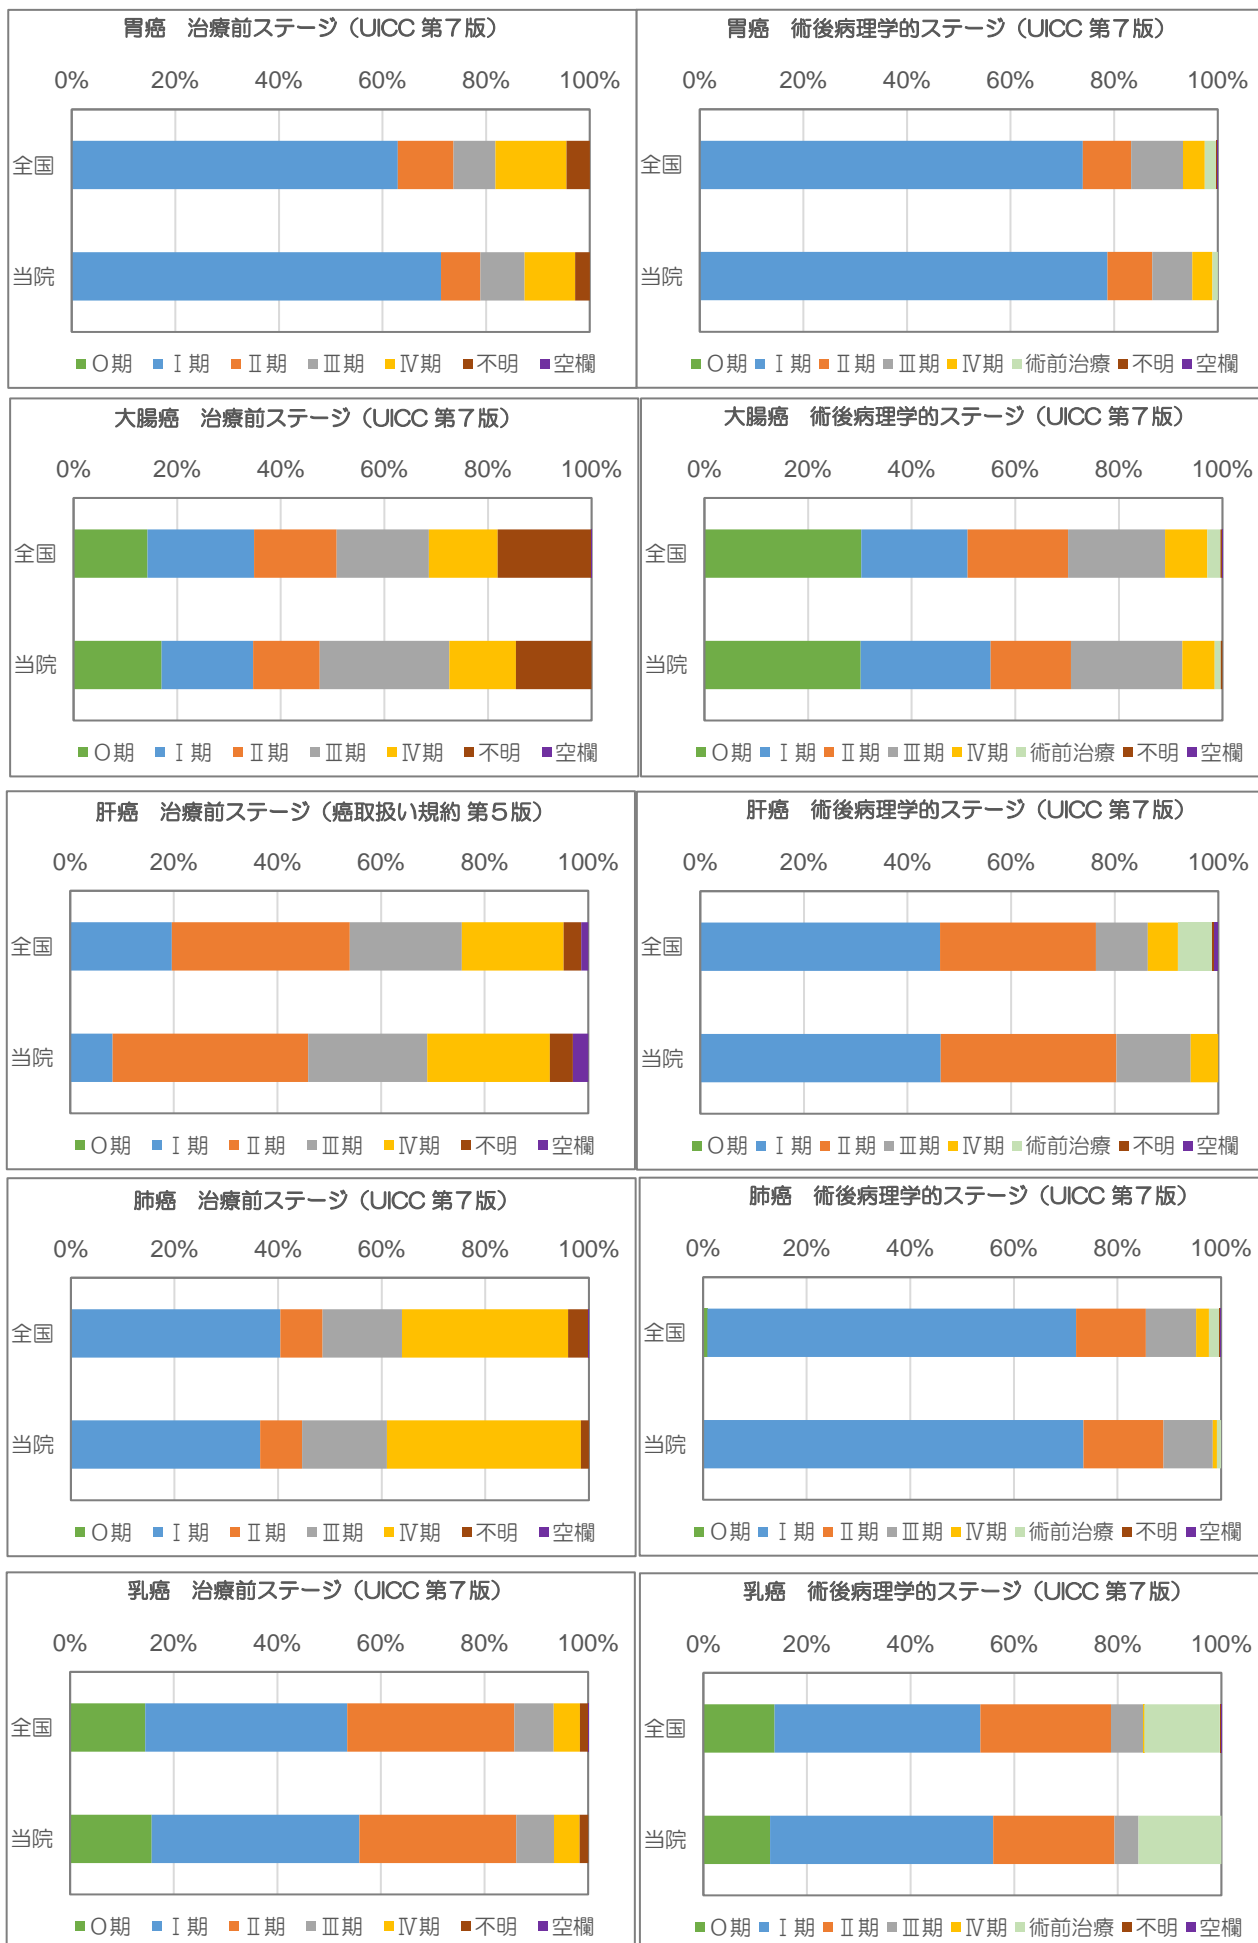 胃癌　治療前ステージ（UICC 第７版）
0% 20% 40% 60% 80% 100%
全国
当院
０期 Ⅰ期 Ⅱ期 Ⅲ期 Ⅳ期 不明 空欄
胃癌　術後病理学的ステージ（UICC 第７版）
0% 20% 40% 60% 80% 100%
全国
当院
０期 Ⅰ期 Ⅱ期 Ⅲ期 Ⅳ期 術前治療 不明 空欄
大腸癌　治療前ステージ（UICC 第７版）
0% 20% 40% 60% 80% 100%
全国
当院
０期 Ⅰ期 Ⅱ期 Ⅲ期 Ⅳ期 不明 空欄
大腸癌　術後病理学的ステージ（UICC 第７版）
0% 20% 40% 60% 80% 100%
全国
当院
０期 Ⅰ期 Ⅱ期 Ⅲ期 Ⅳ期 術前治療 不明 空欄
肝癌　治療前ステージ（癌取扱い規約 第５版）
0% 20% 40% 60% 80% 100%
全国
当院
０期 Ⅰ期 Ⅱ期 Ⅲ期 Ⅳ期 不明 空欄
肝癌　術後病理学的ステージ（UICC 第７版）
0% 20% 40% 60% 80% 100%
全国
当院
０期 Ⅰ期 Ⅱ期 Ⅲ期 Ⅳ期 術前治療 不明 空欄
肺癌　治療前ステージ（UICC 第７版）
0% 20% 40% 60% 80% 100%
全国
当院
０期 Ⅰ期 Ⅱ期 Ⅲ期 Ⅳ期 不明 空欄
肺癌　術後病理学的ステージ（UICC 第７版）
0% 20% 40% 60% 80% 100%
全国
当院
０期 Ⅰ期 Ⅱ期 Ⅲ期 Ⅳ期 術前治療 不明 空欄
乳癌　治療前ステージ（UICC 第７版）
0% 20% 40% 60% 80% 100%
全国
当院
０期 Ⅰ期 Ⅱ期 Ⅲ期 Ⅳ期 不明 空欄
乳癌　術後病理学的ステージ（UICC 第７版）
0% 20% 40% 60% 80% 100%
全国
当院
０期 Ⅰ期 Ⅱ期 Ⅲ期 Ⅳ期 術前治療 不明 空欄